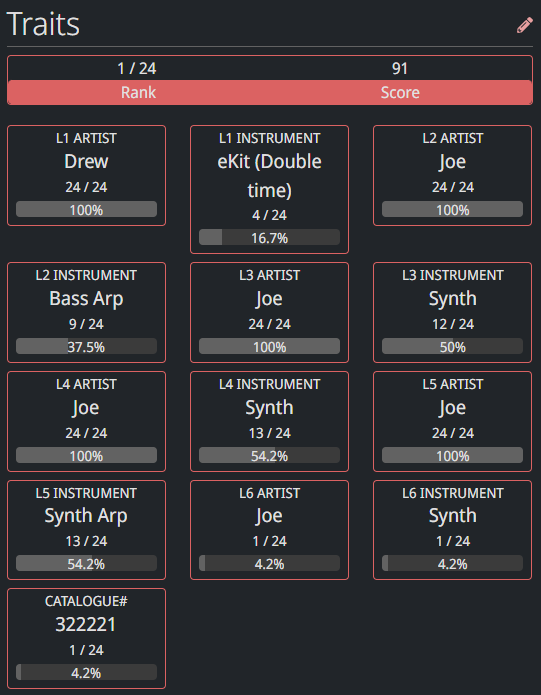 Traits
1 / 24 91
Rank Score
L1 ARTIST
Drew
24 / 24
100%
L1 INSTRUMENT
eKit (Double
time)
4 / 24
16.7%
L2 ARTIST
Joe
24 / 24
100%
L2 INSTRUMENT
Bass Arp
9 / 24
37.5%
L3 ARTIST
Joe
24 / 24
100%
L3 INSTRUMENT
Synth
12 / 24
50%
L4 ARTIST
Joe
24 / 24
100%
L4 INSTRUMENT
Synth
13 / 24
54.2%
L5 ARTIST
Joe
24 / 24
100%
L5 INSTRUMENT
Synth Arp
13 / 24
54.2%
L6 ARTIST
Joe
1 / 24
4.2%
L6 INSTRUMENT
Synth
1 / 24
4.2%
CATALOGUE#
322221
1 / 24
4.2%